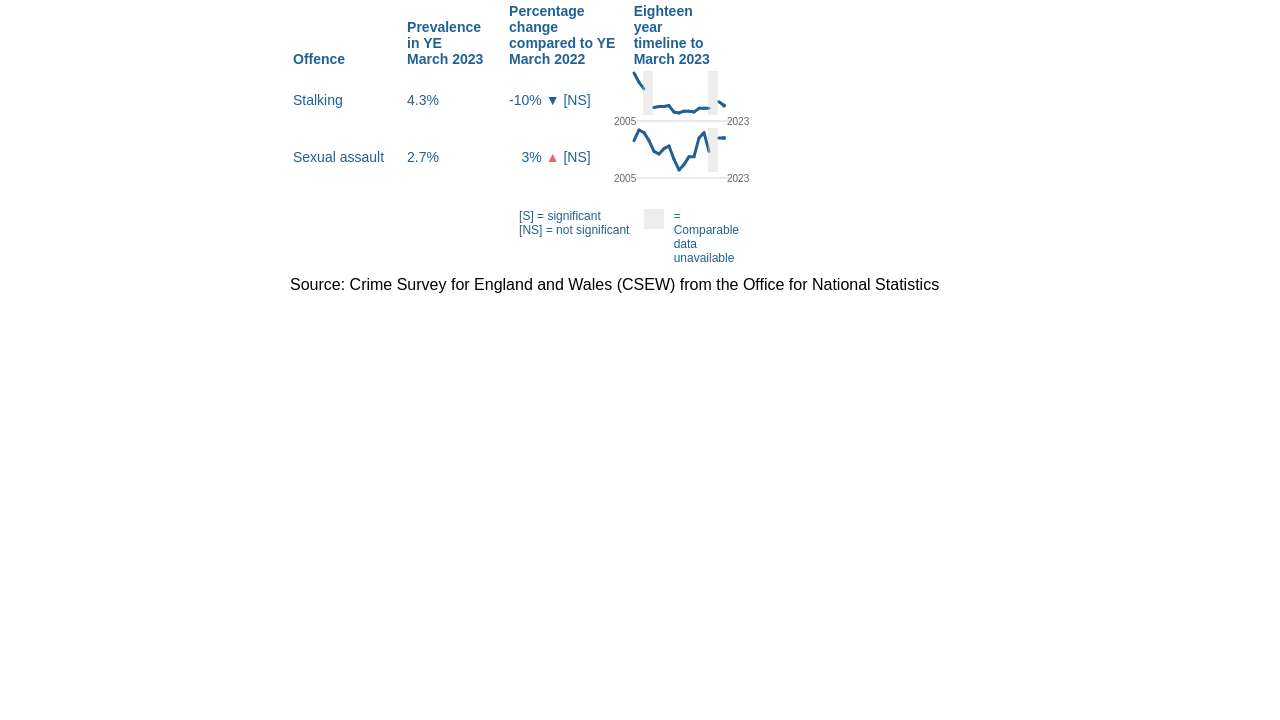 Offence
Prevalence
in YE
March 2023
Percentage
change
compared to YE
March 2022
Eighteen
year
timeline to
March 2023
Stalking
4.3%
-10% ▼ [NS]
2005
2023
Sexual assault
2.7%
3% ▲ [NS]
2005
2023
[S] = significant
[NS] = not significant
=
Comparable
data
unavailable
Source: Crime Survey for England and Wales (CSEW) from the Office for National Statistics